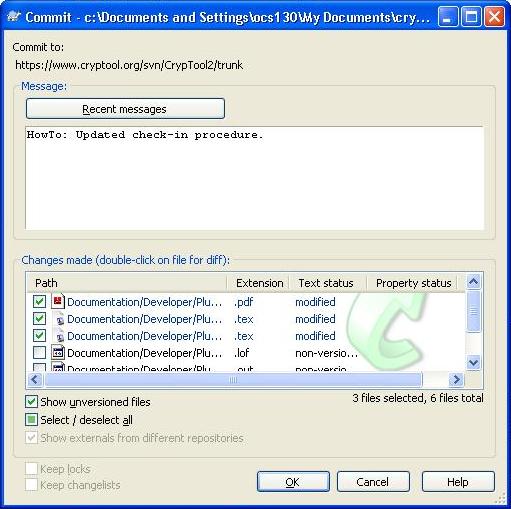 Commit - c:\Documents and Settings\ocs130\My Documents\cry...
Commit to:
https://www.cryptool.org/svn/CrypTool2/trunk
Message:
Recent messages
HowTo: Updated check-in procedure.
Changes made (double-click on file for diff):
Path Extension Text status Property status
Documentation/Developer/Plu... .pdf modified
Documentation/Developer/Plu... .tex modified
Documentation/Developer/Plu... .tex modified
Documentation/Developer/Plu... .lof non-versio...
Documentation/Developer/Plu... .out non-versio...
Show unversioned files
3 files selected, 6 files total
Select / deselect all
Show externals from different repositories
Keep locks
Keep changelists
OK Cancel Help